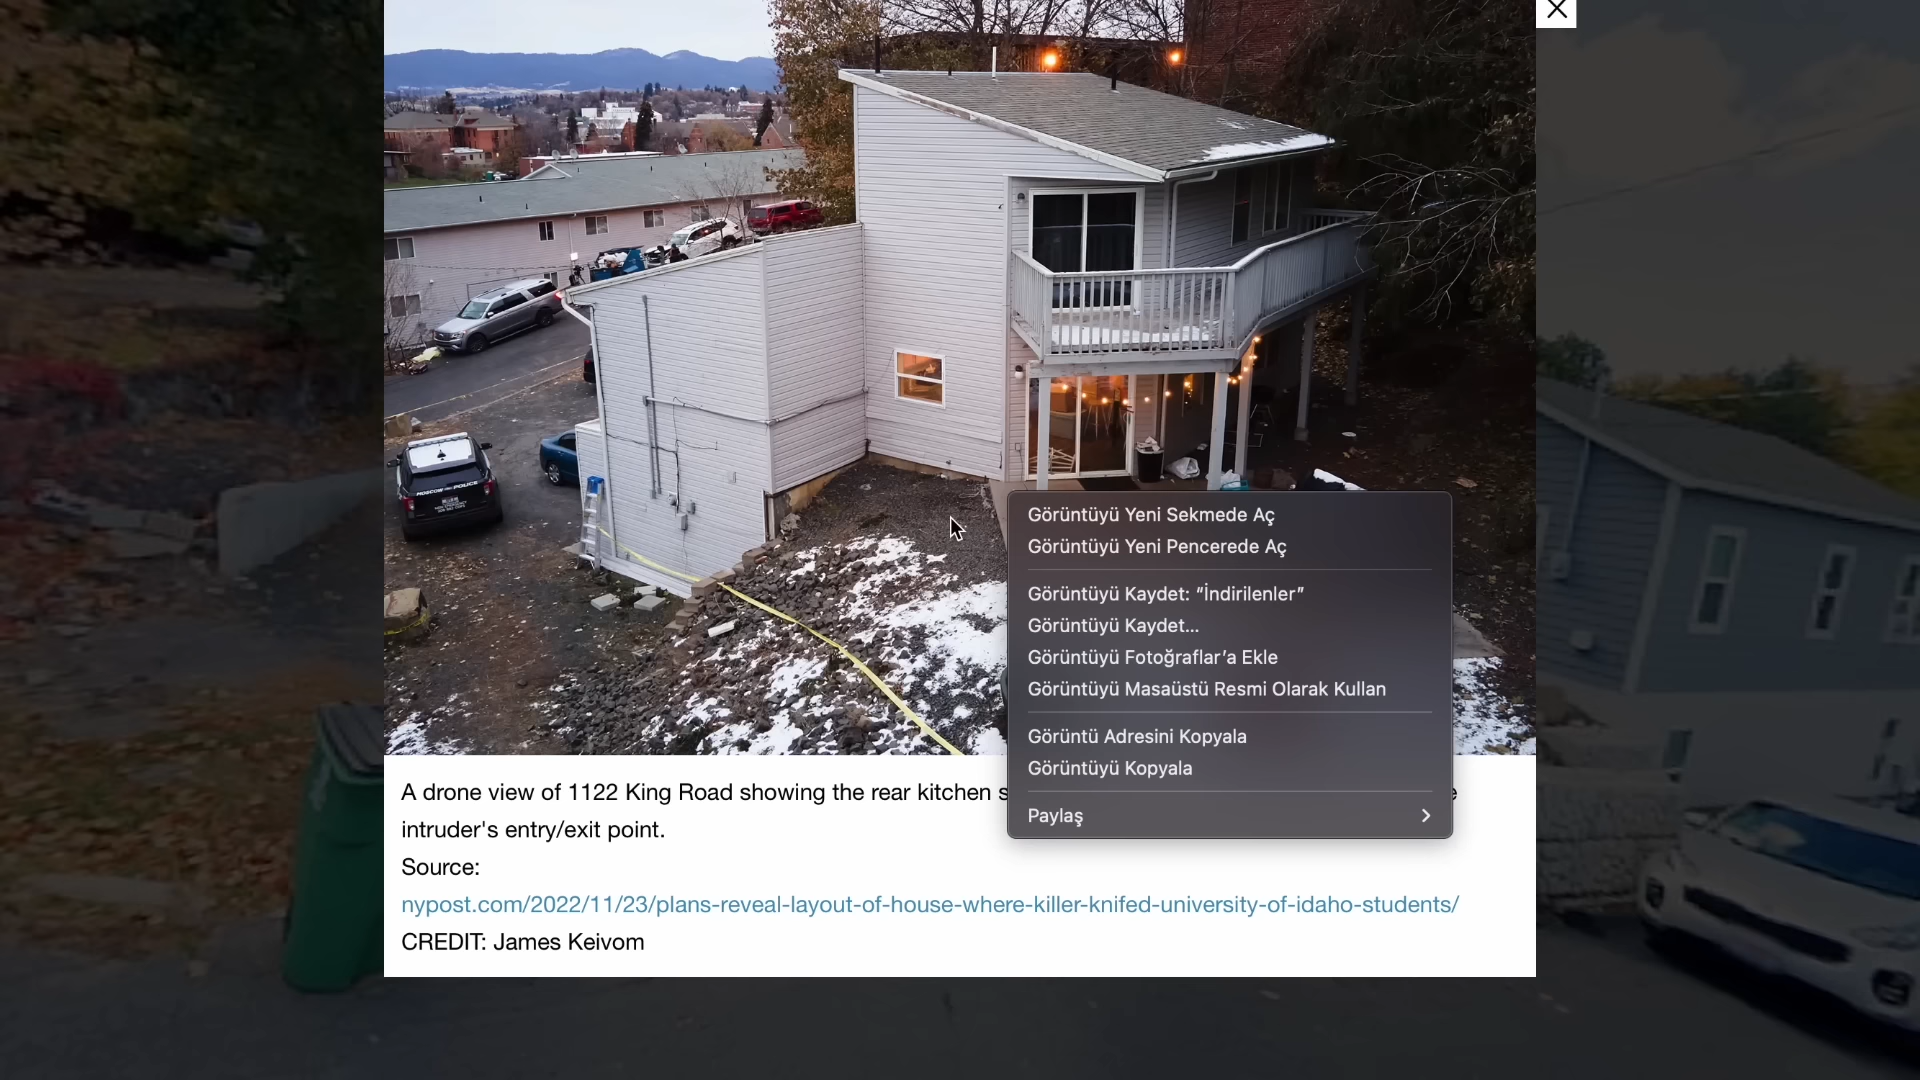 MOSCOW POLICE
Görüntüyü Yeni Sekmede Aç
Görüntüyü Yeni Pencerede Aç
Görüntüyü Kaydet: “İndirilenler”
Görüntüyü Kaydet...
Görüntüyü Fotoğraflar’a Ekle
Görüntüyü Masaüstü Resmi Olarak Kullan
Görüntü Adresini Kopyala
Görüntüyü Kopyala
Paylaş
A drone view of 1122 King Road showing the rear kitchen
intruder's entry/exit point.
Source:
nypost.com/2022/11/23/plans-reveal-layout-of-house-where-killer-knifed-university-of-idaho-students/
CREDIT: James Keivom